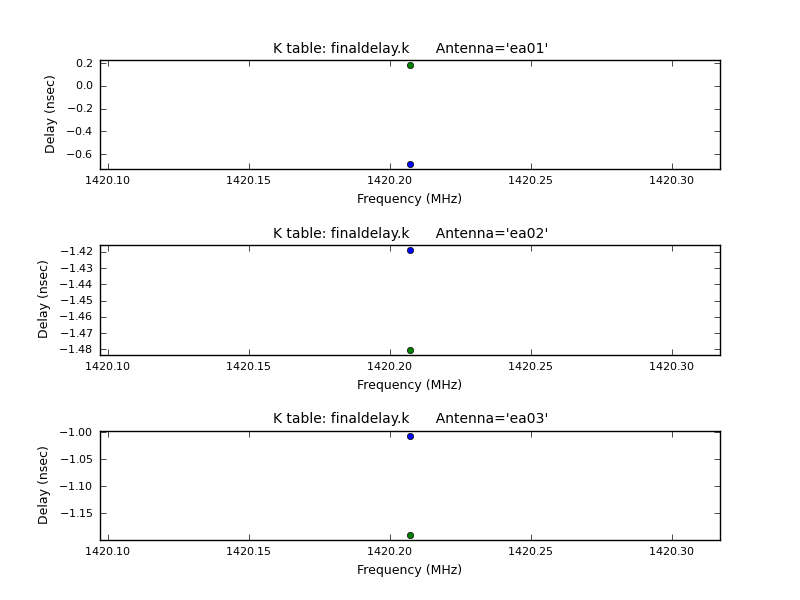 K table: finaldelay.k      Antenna='ea01'
0.2
0.0
−0.2
−0.4
−0.6
Delay (nsec)
1420.10 1420.15 1420.20 1420.25 1420.30
Frequency (MHz)
K table: finaldelay.k      Antenna='ea02'
−1.42
−1.43
−1.44
−1.45
−1.46
−1.47
−1.48
Delay (nsec)
1420.10 1420.15 1420.20 1420.25 1420.30
Frequency (MHz)
K table: finaldelay.k      Antenna='ea03'
−1.00
−1.05
−1.10
−1.15
Delay (nsec)
1420.10 1420.15 1420.20 1420.25 1420.30
Frequency (MHz)